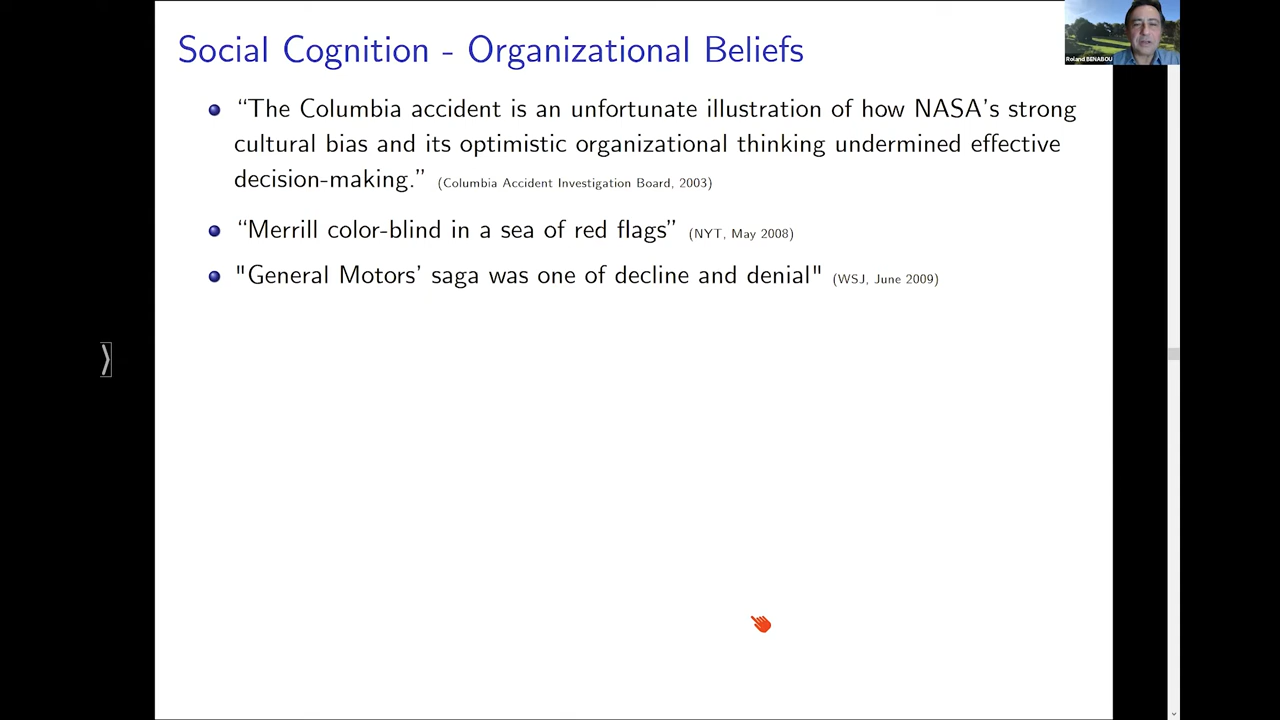 Social Cognition - Organizational Beliefs
Roland BENABOU
“The Columbia accident is an unfortunate illustration of how NASA’s strong
cultural bias and its optimistic organizational thinking undermined effective
decision-making.” (Columbia Accident Investigation Board, 2003)
“Merrill color-blind in a sea of red flags” (NYT, May 2008)
"General Motors’ saga was one of decline and denial" (WSJ, June 2009)